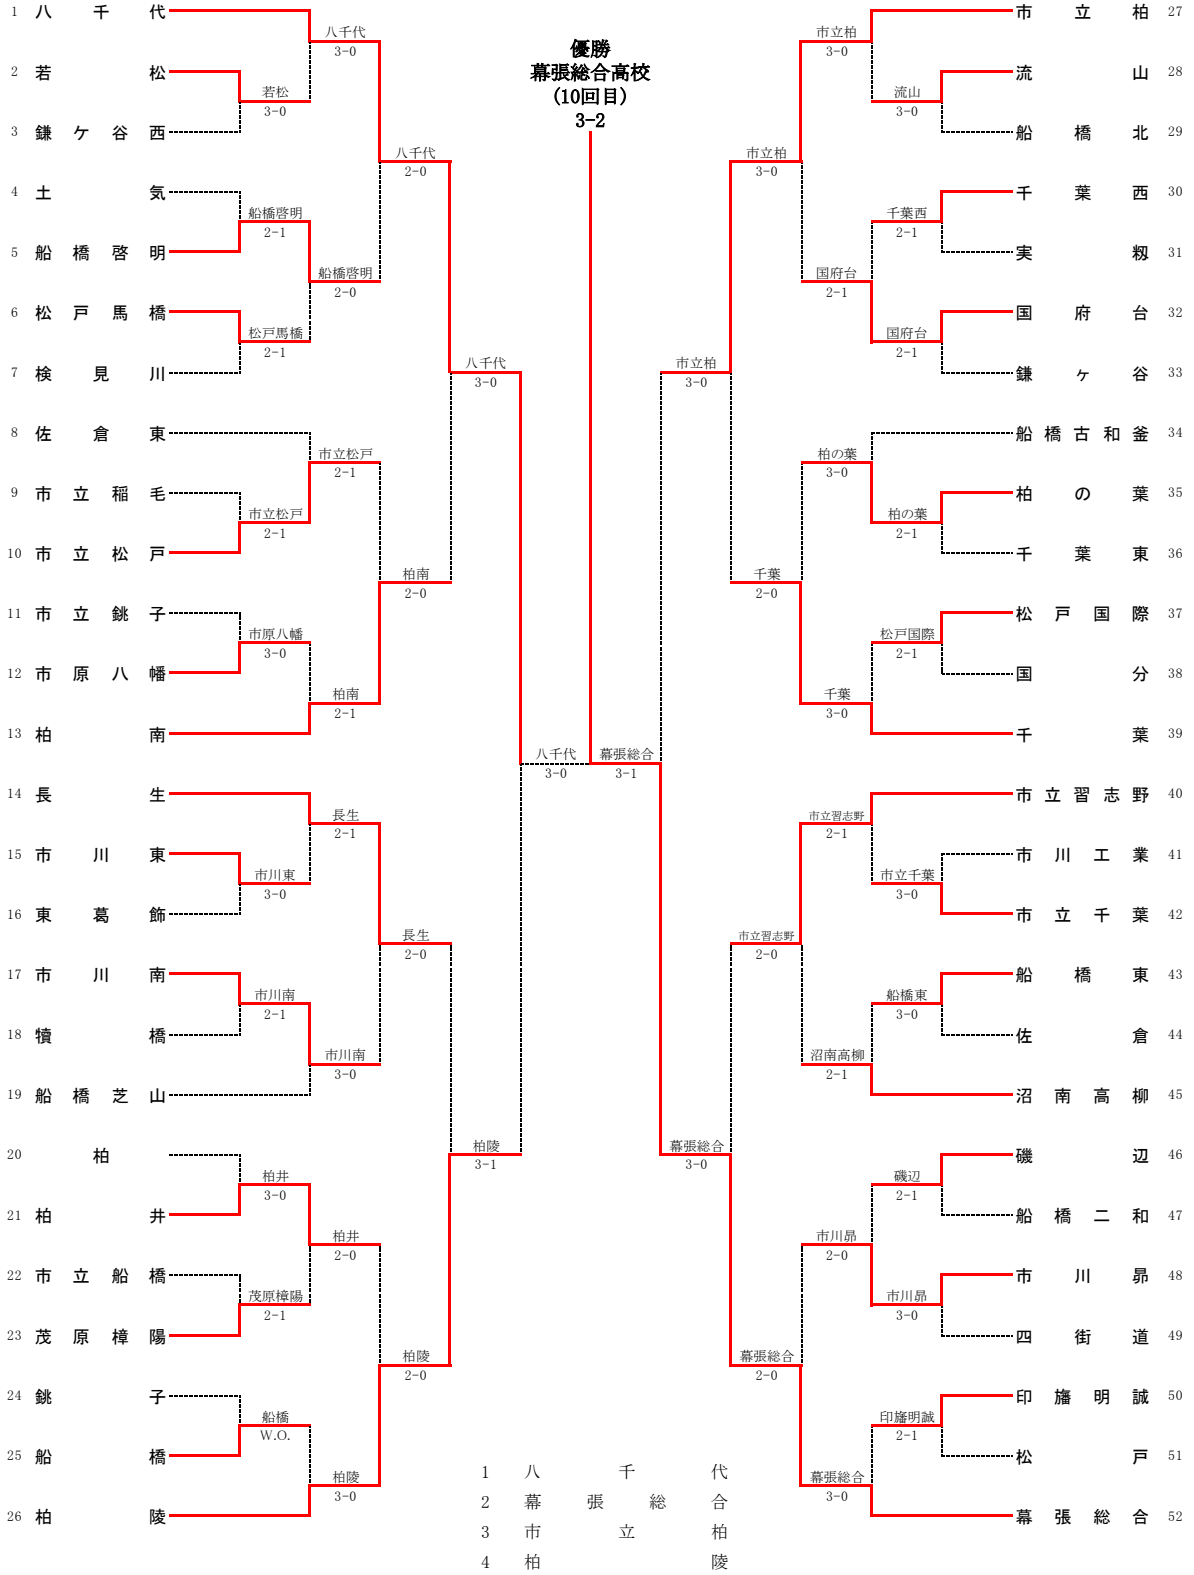 優勝
幕張総合高校
(10回目)
3-2
1 八千代
2 若松
3 鎌ケ谷西
4 土気
5 船橋啓明
6 松戸馬橋
7 検見川
8 佐倉東
9 市立稲毛
10 市立松戸
11 市立銚子
12 市原八幡
13 柏南
14 長生
15 市川東
16 東葛飾
17 市川南
18 犢橋
19 船橋芝山
20 柏
21 柏井
22 市立船橋
23 茂原樟陽
24 銚子
25 船橋
26 柏陵
若松
3-0
船橋啓明
2-1
松戸馬橋
2-1
市立松戸
2-1
市原八幡
3-0
市川東
3-0
市川南
2-1
柏井
3-0
茂原樟陽
2-1
船橋
W.O.
八千代
3-0
船橋啓明
2-0
市立松戸
2-1
柏南
2-1
長生
2-1
市川南
3-0
柏井
2-0
柏陵
3-0
八千代
2-0
柏南
2-0
長生
2-0
柏陵
2-0
八千代
3-0
柏陵
3-1
八千代
3-0
幕張総合
3-1
市立柏
3-0
幕張総合
3-0
市立柏
3-0
千葉
2-0
市立習志野
2-0
幕張総合
2-0
市立柏
3-0
国府台
2-1
柏の葉
3-0
千葉
3-0
市立習志野
2-1
沼南高柳
2-1
市川昴
2-0
幕張総合
3-0
流山
3-0
千葉西
2-1
国府台
2-1
柏の葉
2-1
松戸国際
2-1
市立千葉
3-0
船橋東
3-0
磯辺
2-1
市川昴
3-0
印旛明誠
2-1
市立柏 27
流山 28
船橋北 29
千葉西 30
実籾 31
国府台 32
鎌ヶ谷 33
船橋古和釜 34
柏の葉 35
千葉東 36
松戸国際 37
国分 38
千葉 39
市立習志野 40
市川工業 41
市立千葉 42
船橋東 43
佐倉 44
沼南高柳 45
磯辺 46
船橋二和 47
市川昴 48
四街道 49
印旛明誠 50
松戸 51
幕張総合 52
1 八千代
2 幕張総合
3 市立柏
4 柏陵